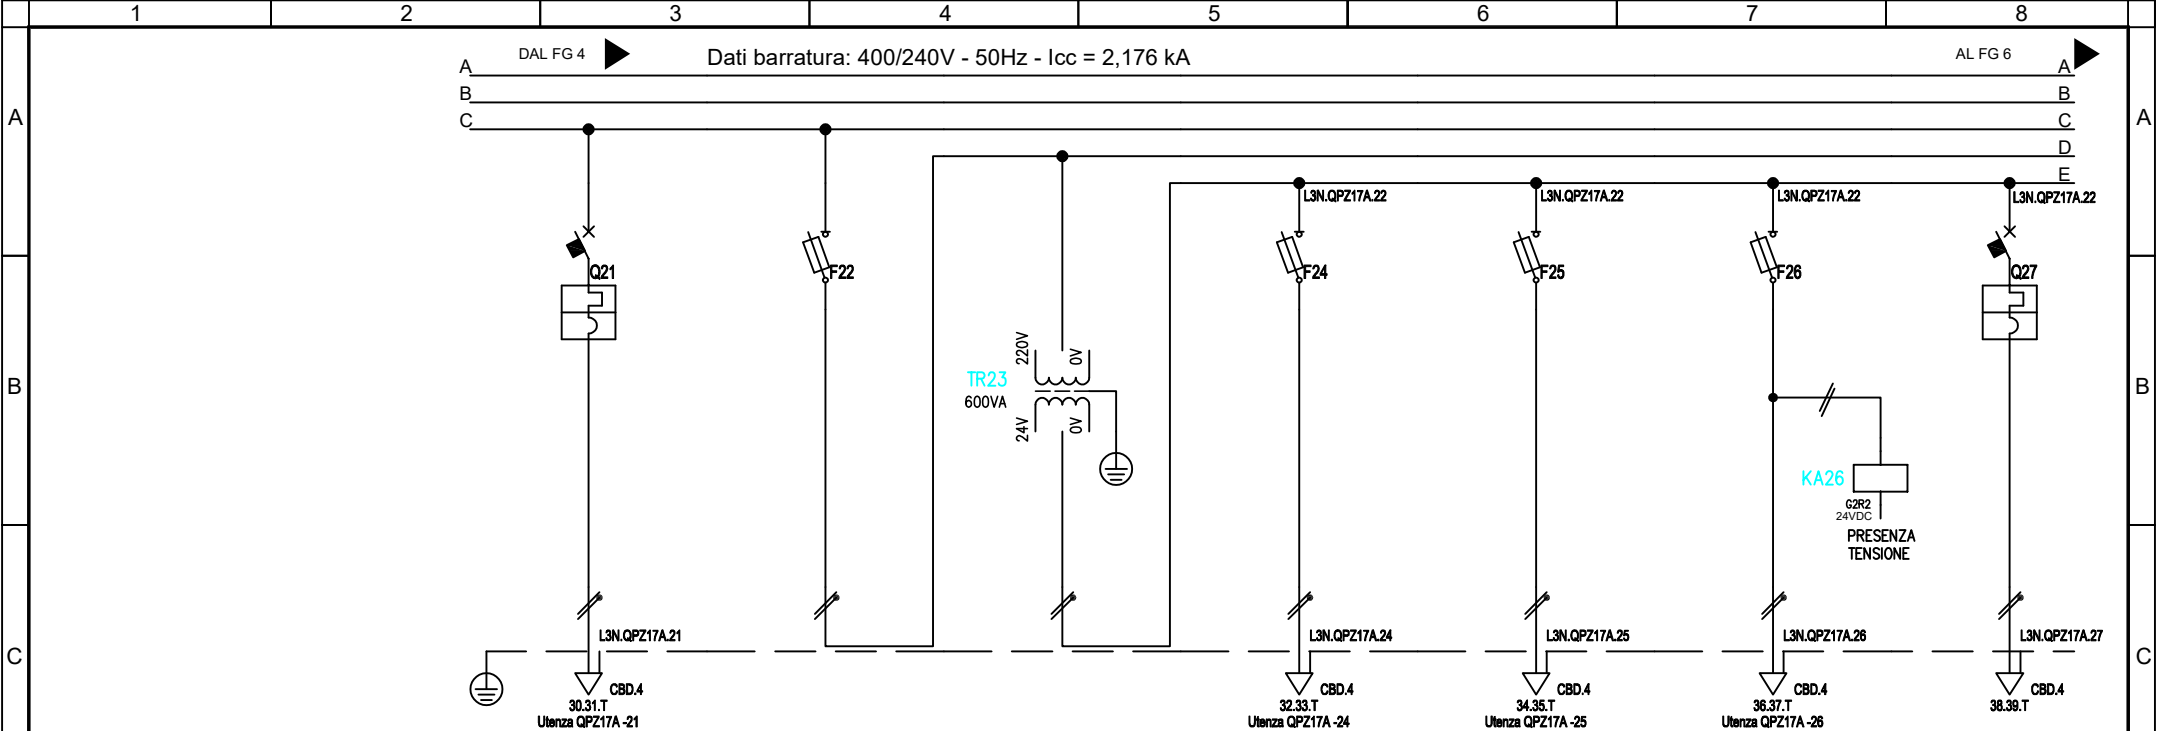 1 2 3 4 5 6 7 8
DAL FG 4 Dati barratura: 400/240V - 50Hz - Icc = 2,176 kA AL FG 6
A A
B B
C C
A A
D
E
L3N.QPZ17A.22 L3N.QPZ17A.22 L3N.QPZ17A.22 L3N.QPZ17A.22
Q21 F22 F24 F25 F26 Q27
220V 0V
TR23
600VA
24V 0V
B B
KA26
G2R2
24VDC
PRESENZA
TENSIONE
L3N.QPZ17A.21 L3N.QPZ17A.24 L3N.QPZ17A.25 L3N.QPZ17A.26 L3N.QPZ17A.27
C C
CBD.4 CBD.4 CBD.4 CBD.4 CBD.4
30.31.T 32.33.T 34.35.T 36.37.T 38.39.T
Utenza QPZ17A -21 Utenza QPZ17A -24 Utenza QPZ17A -25 Utenza QPZ17A -26